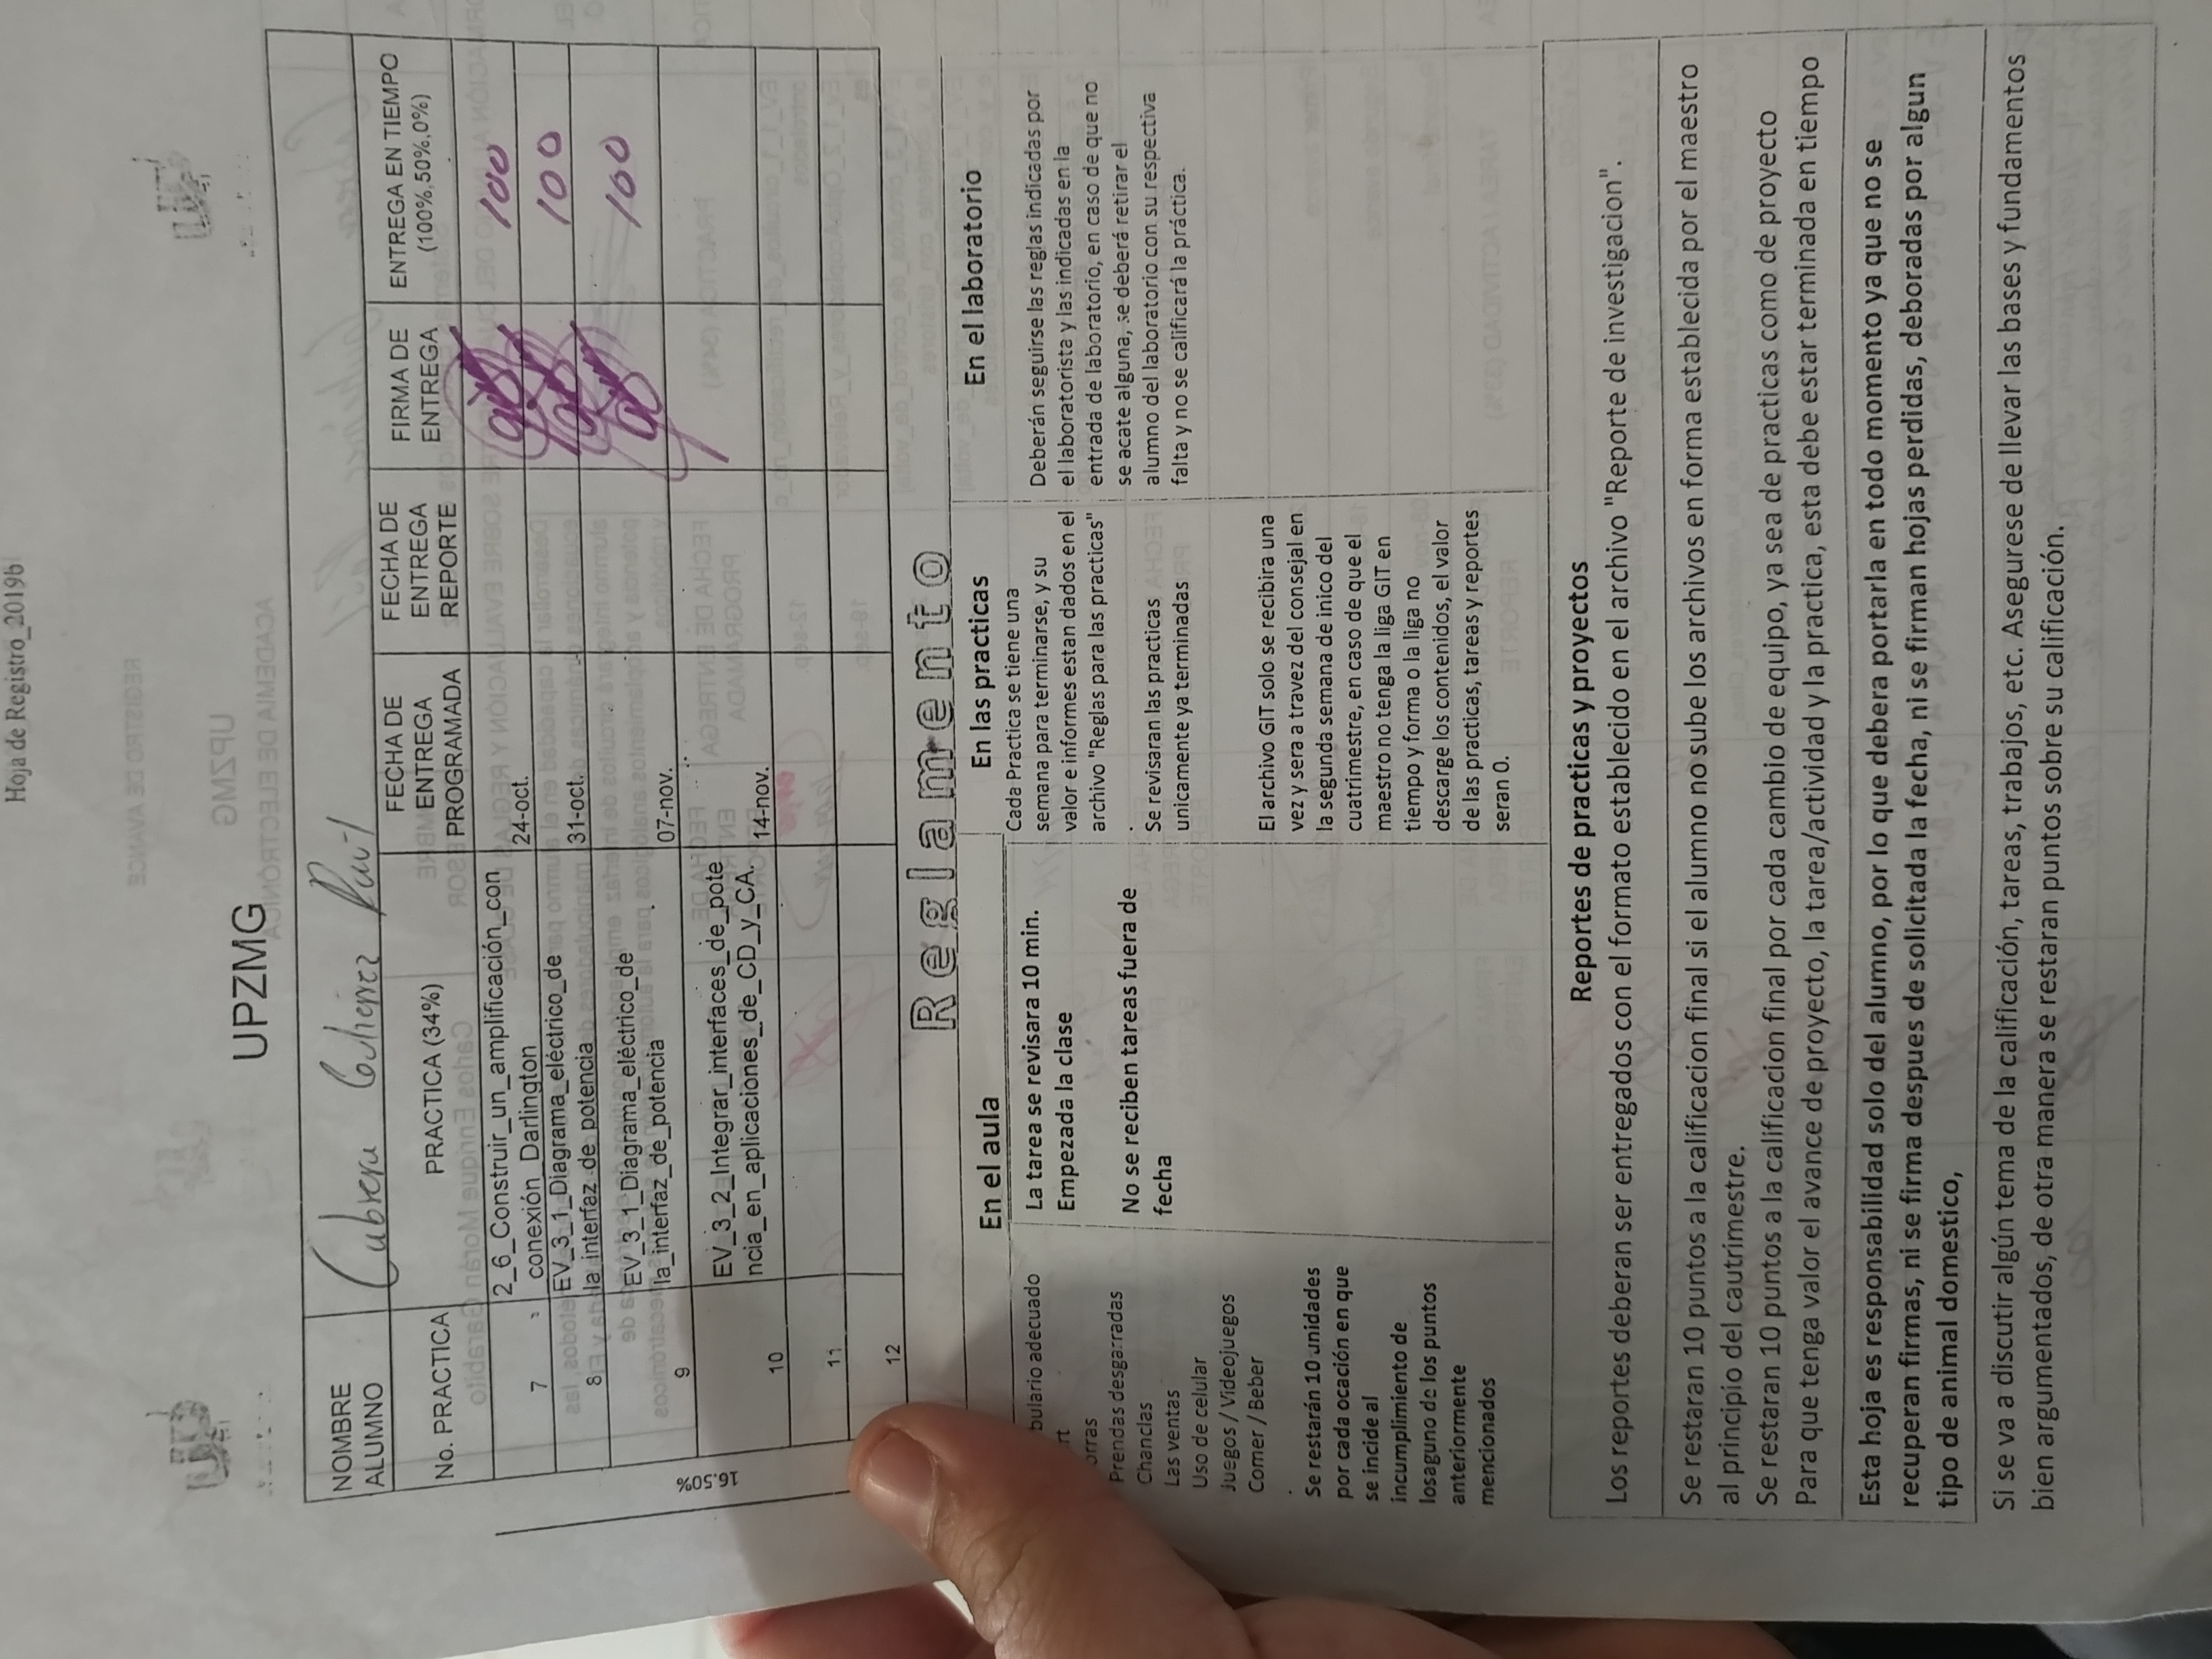 Hoja de Registro_2019b
UPZMG
NOMBRE
ALUMNO
Cabrera Gutierrez Raúl
No. PRACTICA
PRACTICA (34%)
FECHA DE
ENTREGA
PROGRAMADA
FECHA DE
ENTREGA
REPORTE
FIRMA DE
ENTREGA
ENTREGA EN TIEMPO
(100%,50%,0%)
16.50%
7
2_6_Construir_un_amplificación_con
conexión_Darlington
24-oct.
100
8
EV_3_1_Diagrama_eléctrico_de
la_interfaz_de_potencia
31-oct.
100
9
EV_3_1_Diagrama_eléctrico_de
la_interfaz_de_potencia
07-nov.
100
10
EV_3_2_Integrar_interfaces_de_pote
ncia_en_aplicaciones_de_CD_y_CA.
14-nov.
11
12
Reglamento
En el aula
bulario adecuado
rt
orras
Prendas desgarradas
Chanclas
Las ventas
Uso de celular
Juegos / Videojuegos
Comer / Beber
.
Se restarán 10 unidades
por cada ocación en que
se incide al
incumplimiento de
losaguno de los puntos
anteriormente
mencionados
La tarea se revisara 10 min.
Empezada la clase
No se reciben tareas fuera de
fecha
En las practicas
Cada Practica se tiene una
semana para terminarse, y su
valor e informes estan dados en el
archivo "Reglas para las practicas"
.
Se revisaran las practicas
unicamente ya terminadas
El archivo GIT solo se recibira una
vez y sera a travez del consejal en
la segunda semana de inico del
cuatrimestre, en caso de que el
maestro no tenga la liga GIT en
tiempo y forma o la liga no
descarge los contenidos, el valor
de las practicas, tareas y reportes
seran 0.
En el laboratorio
Deberán seguirse las reglas indicadas por
el laboratorista y las indicadas en la
entrada de laboratorio, en caso de que no
se acate alguna, se deberá retirar el
alumno del laboratorio con su respectiva
falta y no se calificará la práctica.
Reportes de practicas y proyectos
Los reportes deberan ser entregados con el formato establecido en el archivo "Reporte de investigacion".
Se restaran 10 puntos a la calificacion final si el alumno no sube los archivos en forma establecida por el maestro
al principio del cautrimestre.
Se restaran 10 puntos a la calificacion final por cada cambio de equipo, ya sea de practicas como de proyecto
Para que tenga valor el avance de proyecto, la tarea/actividad y la practica, esta debe estar terminada en tiempo
Esta hoja es responsabilidad solo del alumno, por lo que debera portarla en todo momento ya que no se
recuperan firmas, ni se firma despues de solicitada la fecha, ni se firman hojas perdidas, deboradas por algun
tipo de animal domestico,
Si se va a discutir algún tema de la calificación, tareas, trabajos, etc. Asegurese de llevar las bases y fundamentos
bien argumentados, de otra manera se restaran puntos sobre su calificación.